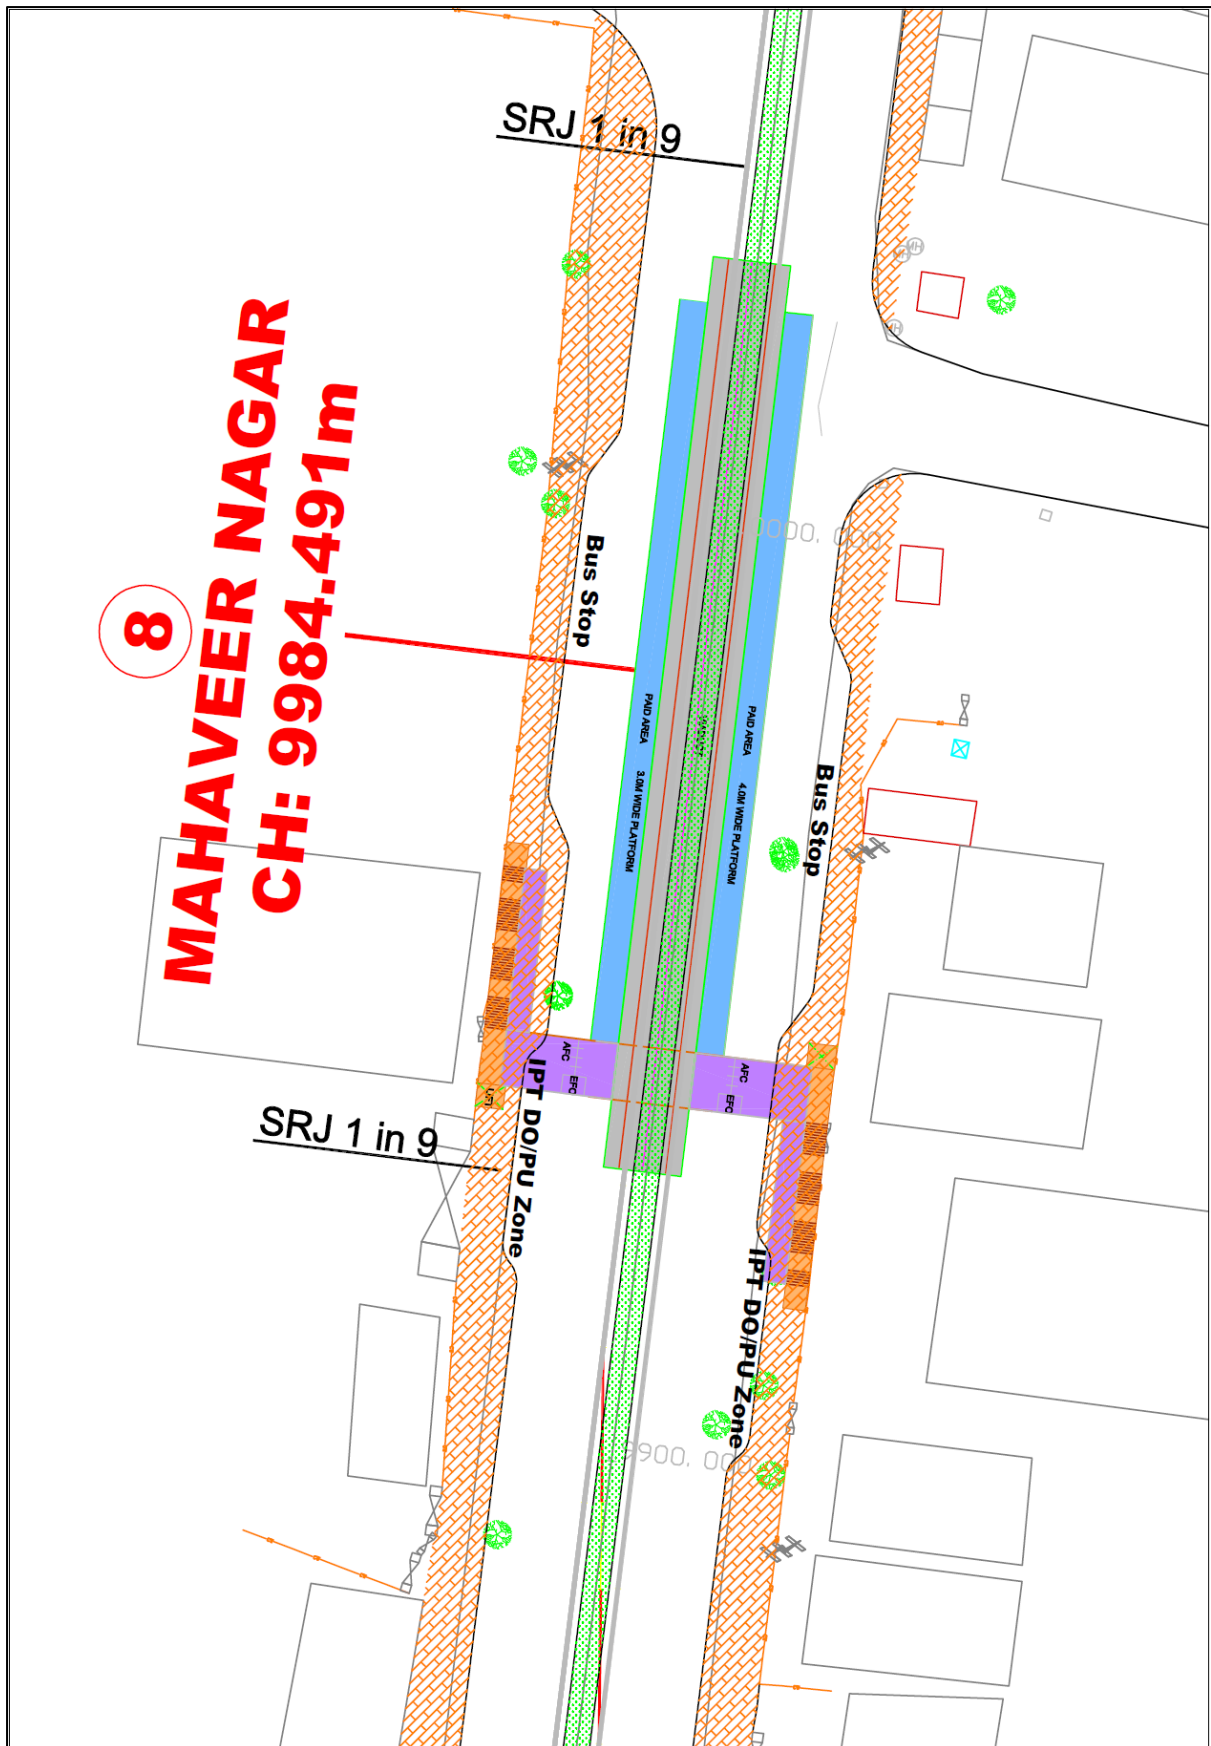 SRJ 1 in 9
8
MAHAVEER NAGAR
CH: 9984.491m
Bus Stop
PAID AREA
3.0M WIDE PLATFORM
PAID AREA
4.0M WIDE PLATFORM
Bus Stop
AFC
EFC
AFC
EFO
LIFT
SRJ 1 in 9
IPT DO/PU Zone
IPT DO/PU Zone